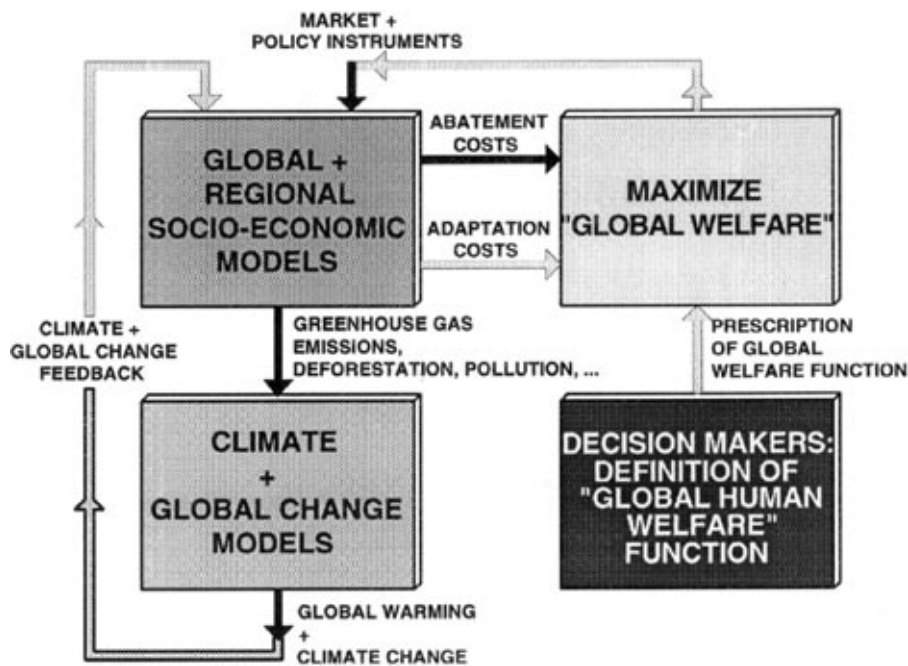 MARKET +
POLICY INSTRUMENTS
GLOBAL +
REGIONAL
SOCIO-ECONOMIC
MODELS
ABATEMENT
COSTS
ADAPTATION
COSTS
MAXIMIZE
"GLOBAL WELFARE"
CLIMATE +
GLOBAL CHANGE
FEEDBACK
GREENHOUSE GAS
EMISSIONS,
DEFORESTATION, POLLUTION, ...
PRESCRIPTION
OF GLOBAL
WELFARE FUNCTION
CLIMATE
+
GLOBAL CHANGE
MODELS
DECISION MAKERS:
DEFINITION OF
"GLOBAL HUMAN
WELFARE"
FUNCTION
GLOBAL WARMING
+
CLIMATE CHANGE